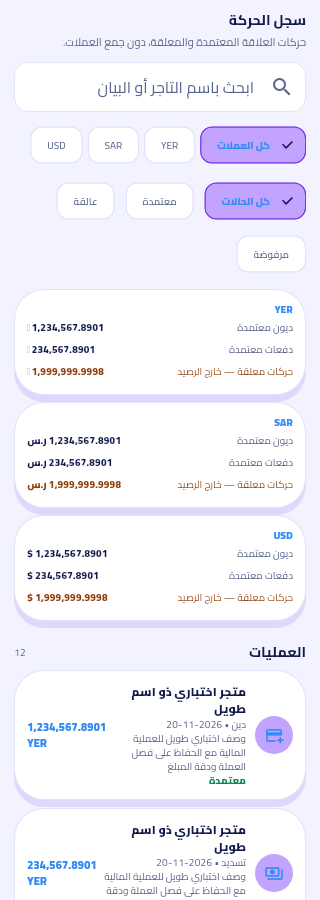 سجل الحركة
حركات العلاقة المعتمدة والمعلقة، دون جمع العملات.
ابحث باسم التاجر أو البيان
كل العملات
YER
SAR
USD
كل الحالات
معتمدة
عالقة
مرفوضة
YER
ديون معتمدة 1,234,567.8901
دفعات معتمدة 234,567.8901
حركات معلقة — خارج الرصيد 1,999,999.9998
SAR
ديون معتمدة 1,234,567.8901 ر.س
دفعات معتمدة 234,567.8901 ر.س
حركات معلقة — خارج الرصيد 1,999,999.9998 ر.س
USD
ديون معتمدة 1,234,567.8901 $
دفعات معتمدة 234,567.8901 $
حركات معلقة — خارج الرصيد 1,999,999.9998 $
العمليات 12
متجر اختباري ذو اسم
طويل
دين • 2026-11-20
وصف اختباري طويل للعملية
المالية مع الحفاظ على فصل
العملة ودقة المبلغ
معتمدة
1,234,567.8901
YER
متجر اختباري ذو اسم
طويل
تسديد • 2026-11-20
وصف اختباري طويل للعملية المالية
مع الحفاظ على فصل العملة ودقة
234,567.8901
YER